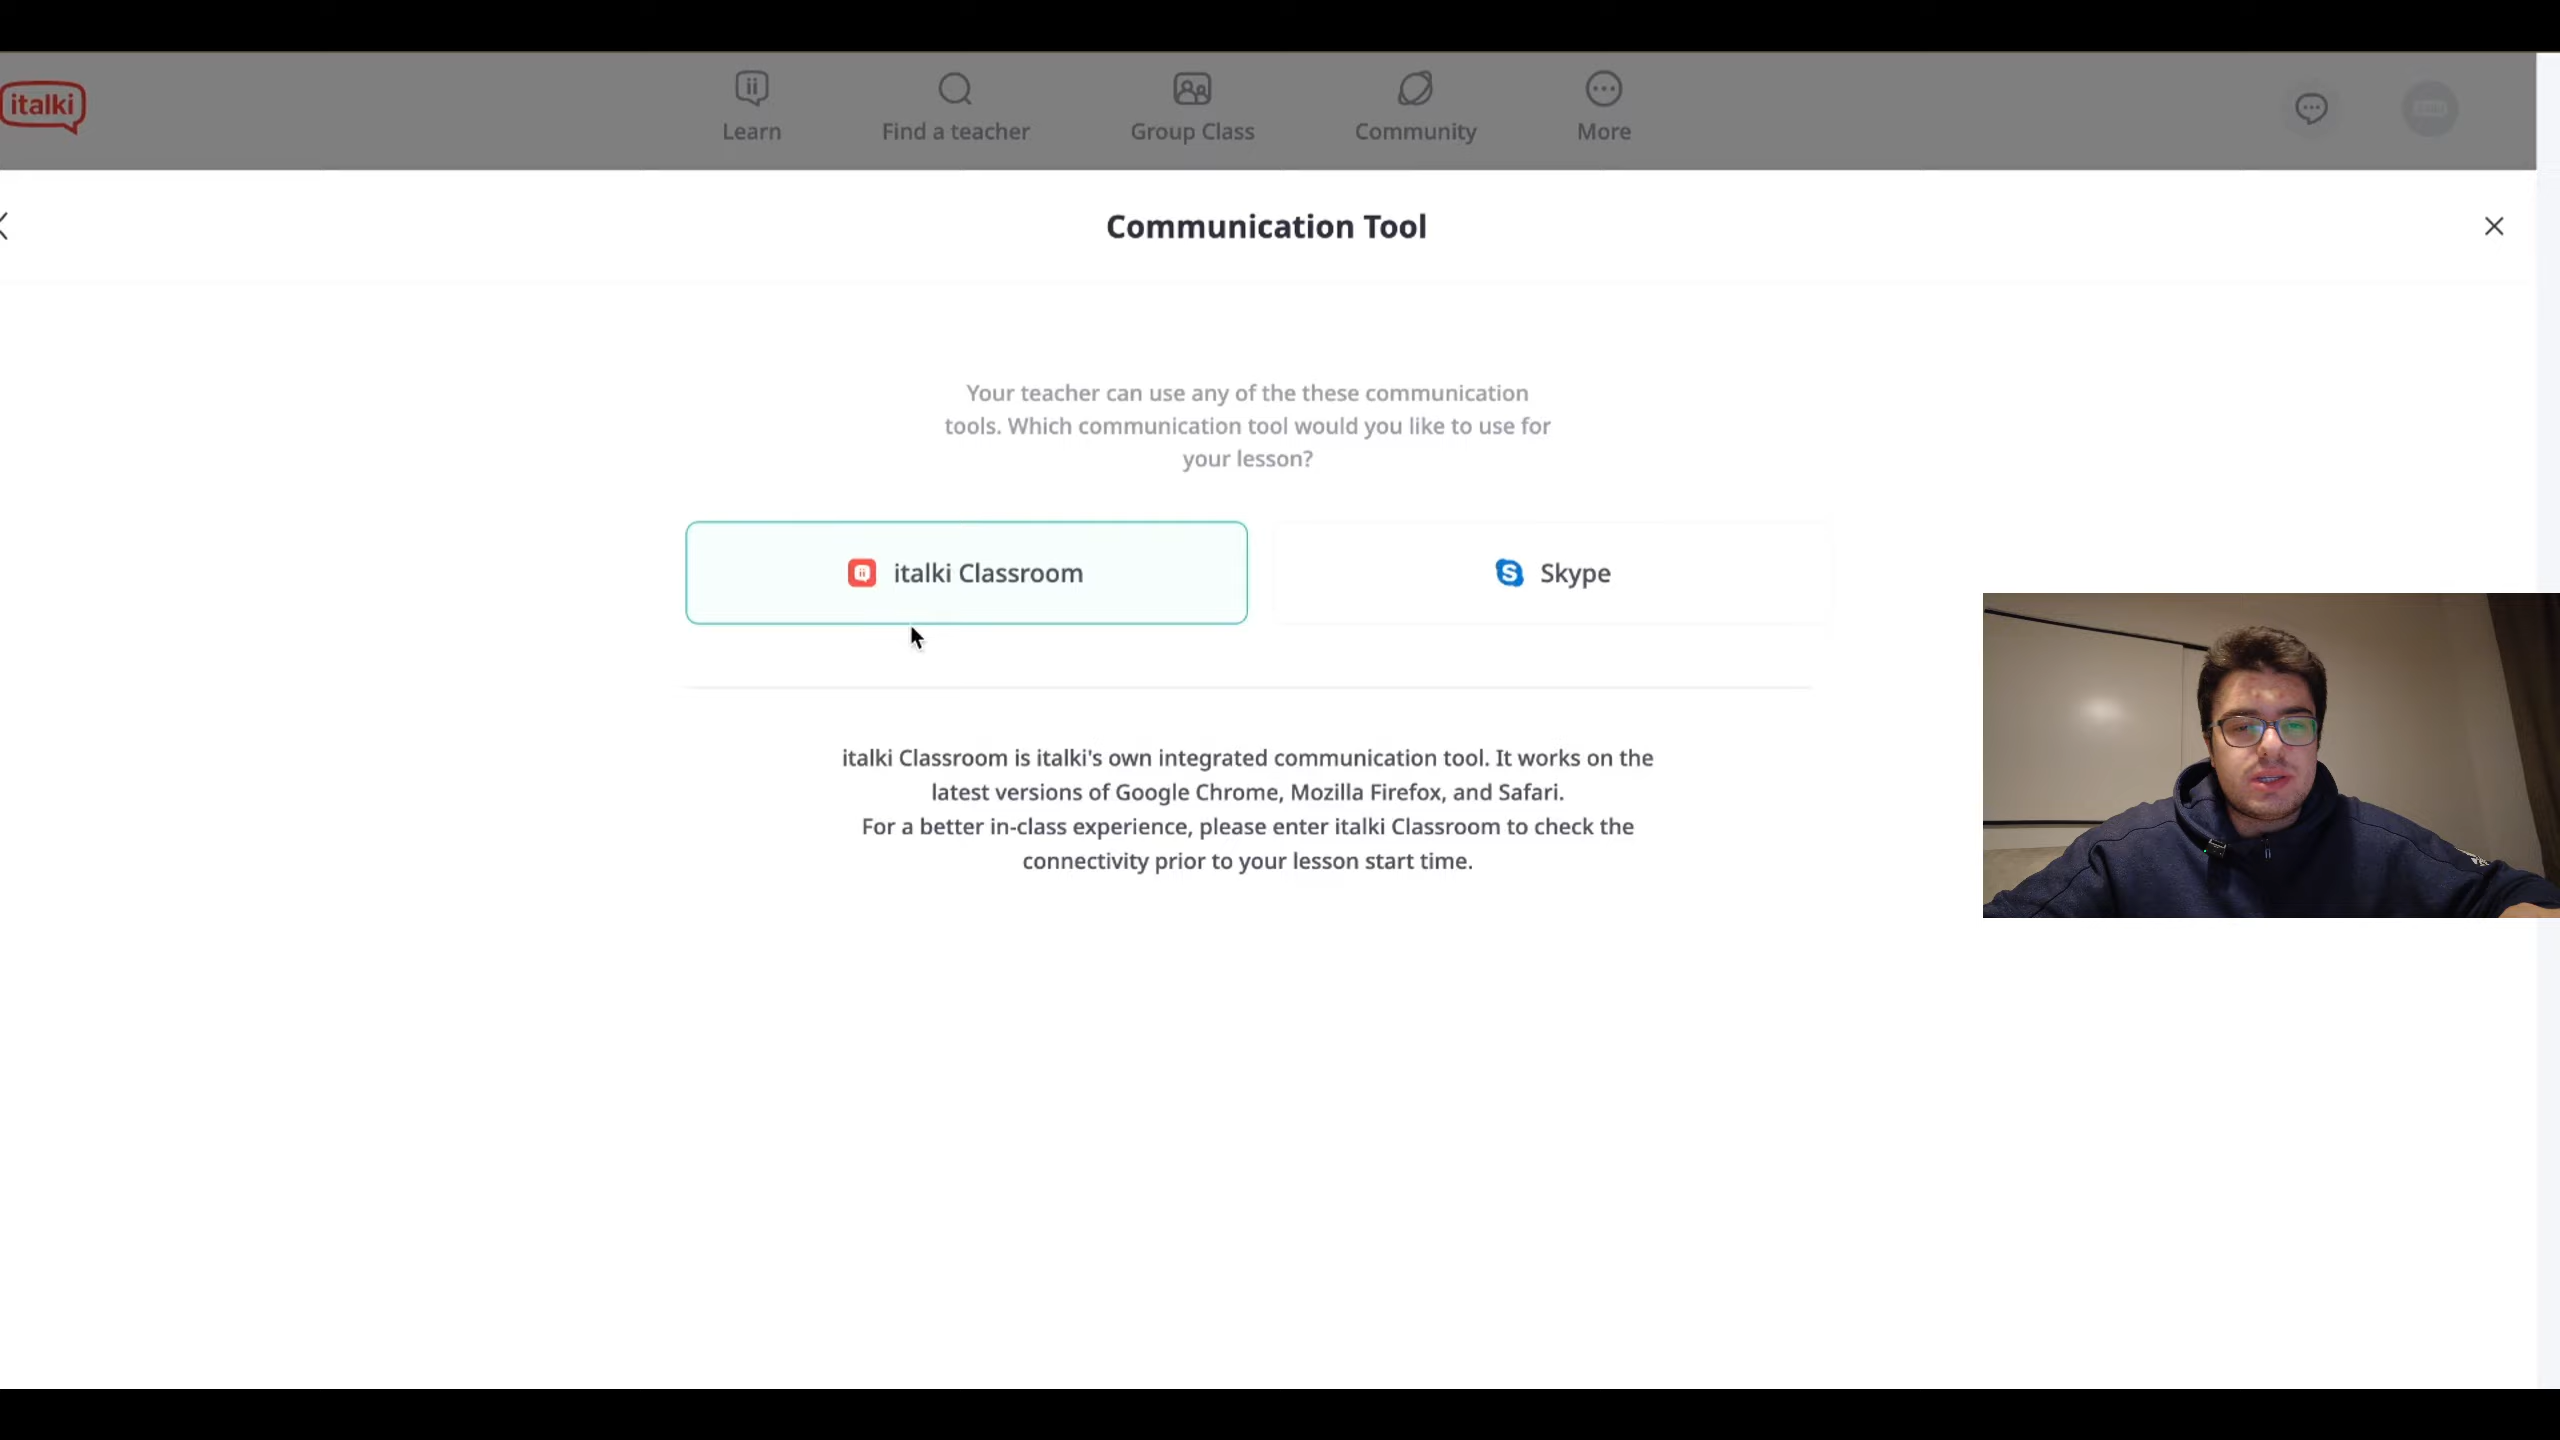 italki
Learn
Find a teacher
Group Class
Community
More
Communication Tool
Your teacher can use any of the these communication
tools. Which communication tool would you like to use for
your lesson?
italki Classroom
Skype
italki Classroom is italki's own integrated communication tool. It works on the
latest versions of Google Chrome, Mozilla Firefox, and Safari.
For a better in-class experience, please enter italki Classroom to check the
connectivity prior to your lesson start time.